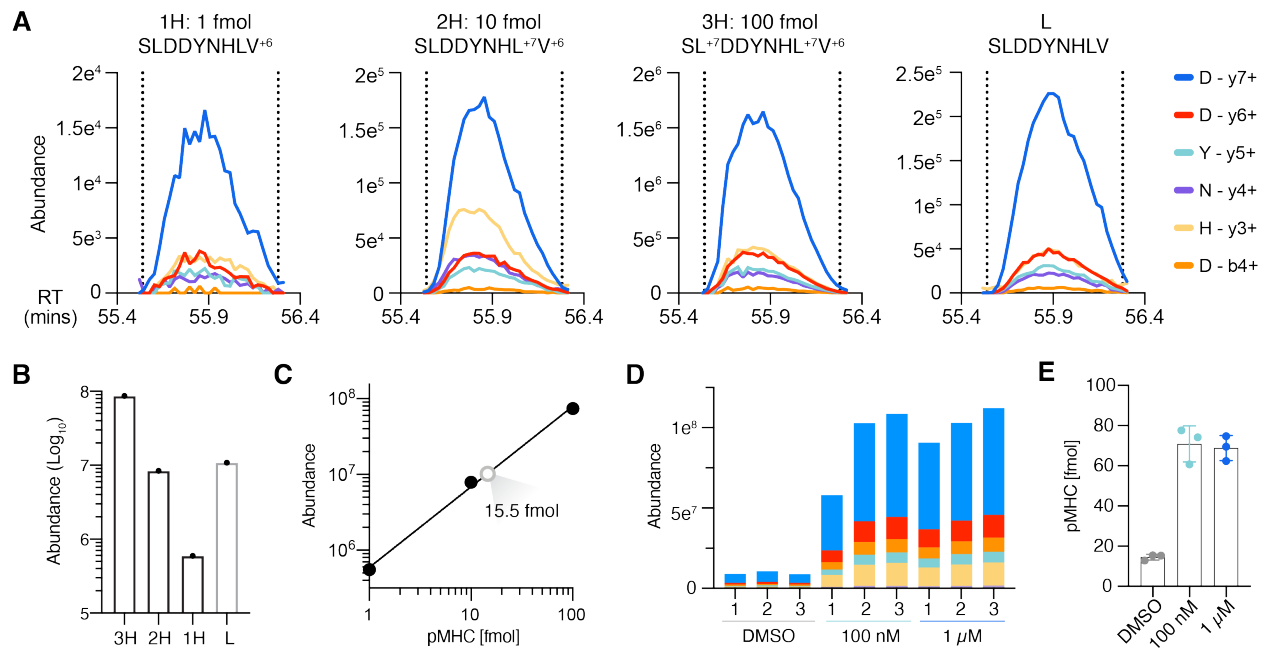 A
1H: 1 fmol
SLDDYNHLV+6
2H: 10 fmol
SLDDYNHL+7V+6
3H: 100 fmol
SL+7DDYNHL+7V+6
L
SLDDYNHLV
Abundance
2e4
1.5e4
1e4
5e3
0
2e5
1.5e5
1e5
5e4
0
2e6
1.5e6
1e6
5e5
0
2.5e5
2e5
1.5e5
1e5
5e4
0
RT
(mins)
55.4 55.9 56.4
55.4 55.9 56.4
55.4 55.9 56.4
55.4 55.9 56.4
D - y7+
D - y6+
Y - y5+
N - y4+
H - y3+
D - b4+
B
Abundance (Log10)
8
7
6
5
3H 2H 1H L
C
Abundance
10^8
10^7
10^6
15.5 fmol
1 10 100
pMHC [fmol]
D
Abundance
1e8
5e7
0
1 2 3 1 2 3 1 2 3
DMSO 100 nM 1 µM
E
pMHC [fmol]
100
80
60
40
20
0
DMSO
100 nM
1 µM